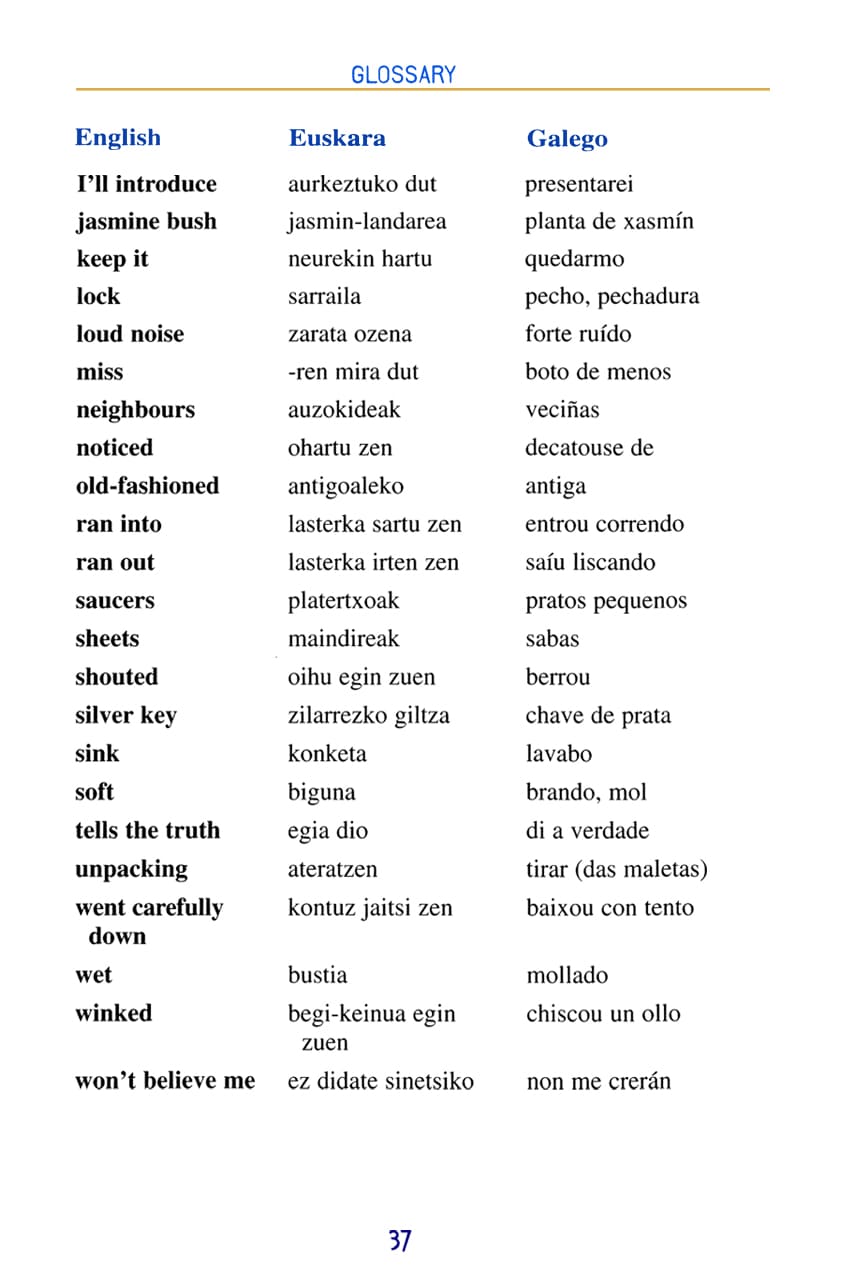 GLOSSARY
English Euskara Galego
I’ll introduce aurkeztuko dut presentarei
jasmine bush jasmin-landarea planta de xasmín
keep it neurekin hartu quedarmo
lock sarraila pecho, pechadura
loud noise zarata ozena forte ruído
miss -ren mira dut boto de menos
neighbours auzokideak veciñas
noticed ohartu zen decatouse de
old-fashioned antigoaleko antiga
ran into lasterka sartu zen entrou correndo
ran out lasterka irten zen saíu liscando
saucers platertxoak pratos pequenos
sheets maindireak sabas
shouted oihu egin zuen berrou
silver key zilarrezko giltza chave de prata
sink konketa lavabo
soft biguna brando, mol
tells the truth egia dio di a verdade
unpacking ateratzen tirar (das maletas)
went carefully kontuz jaitsi zen baixou con tento
down
wet bustia mollado
winked begi-keinua egin chiscou un ollo
zuen
won’t believe me ez didate sinetsiko non me crerán
37